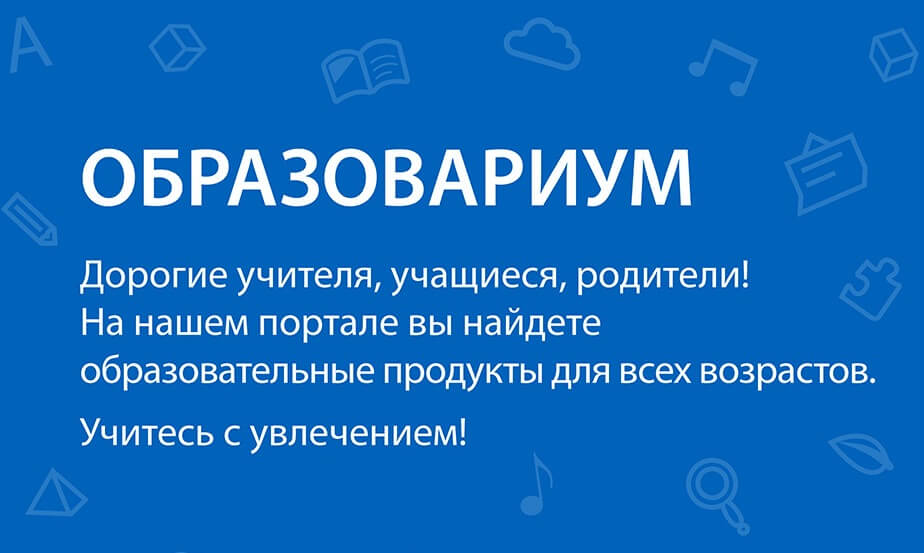 ОБРАЗОВАРИУМ
Дорогие учителя, учащиеся, родители!
На нашем портале вы найдете
образовательные продукты для всех возрастов.
Учитесь с увлечением!